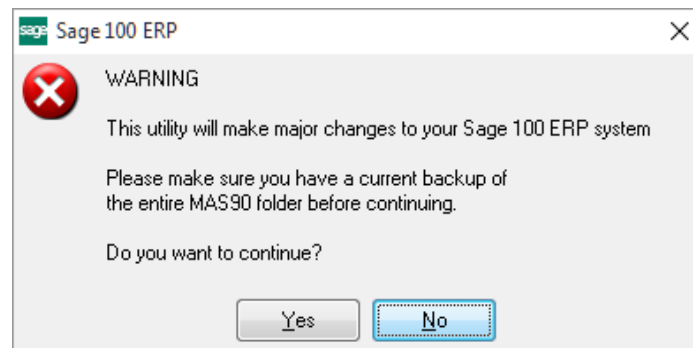 sage Sage 100 ERP
WARNING
This utility will make major changes to your Sage 100 ERP system
Please make sure you have a current backup of
the entire MAS90 folder before continuing.
Do you want to continue?
Yes No